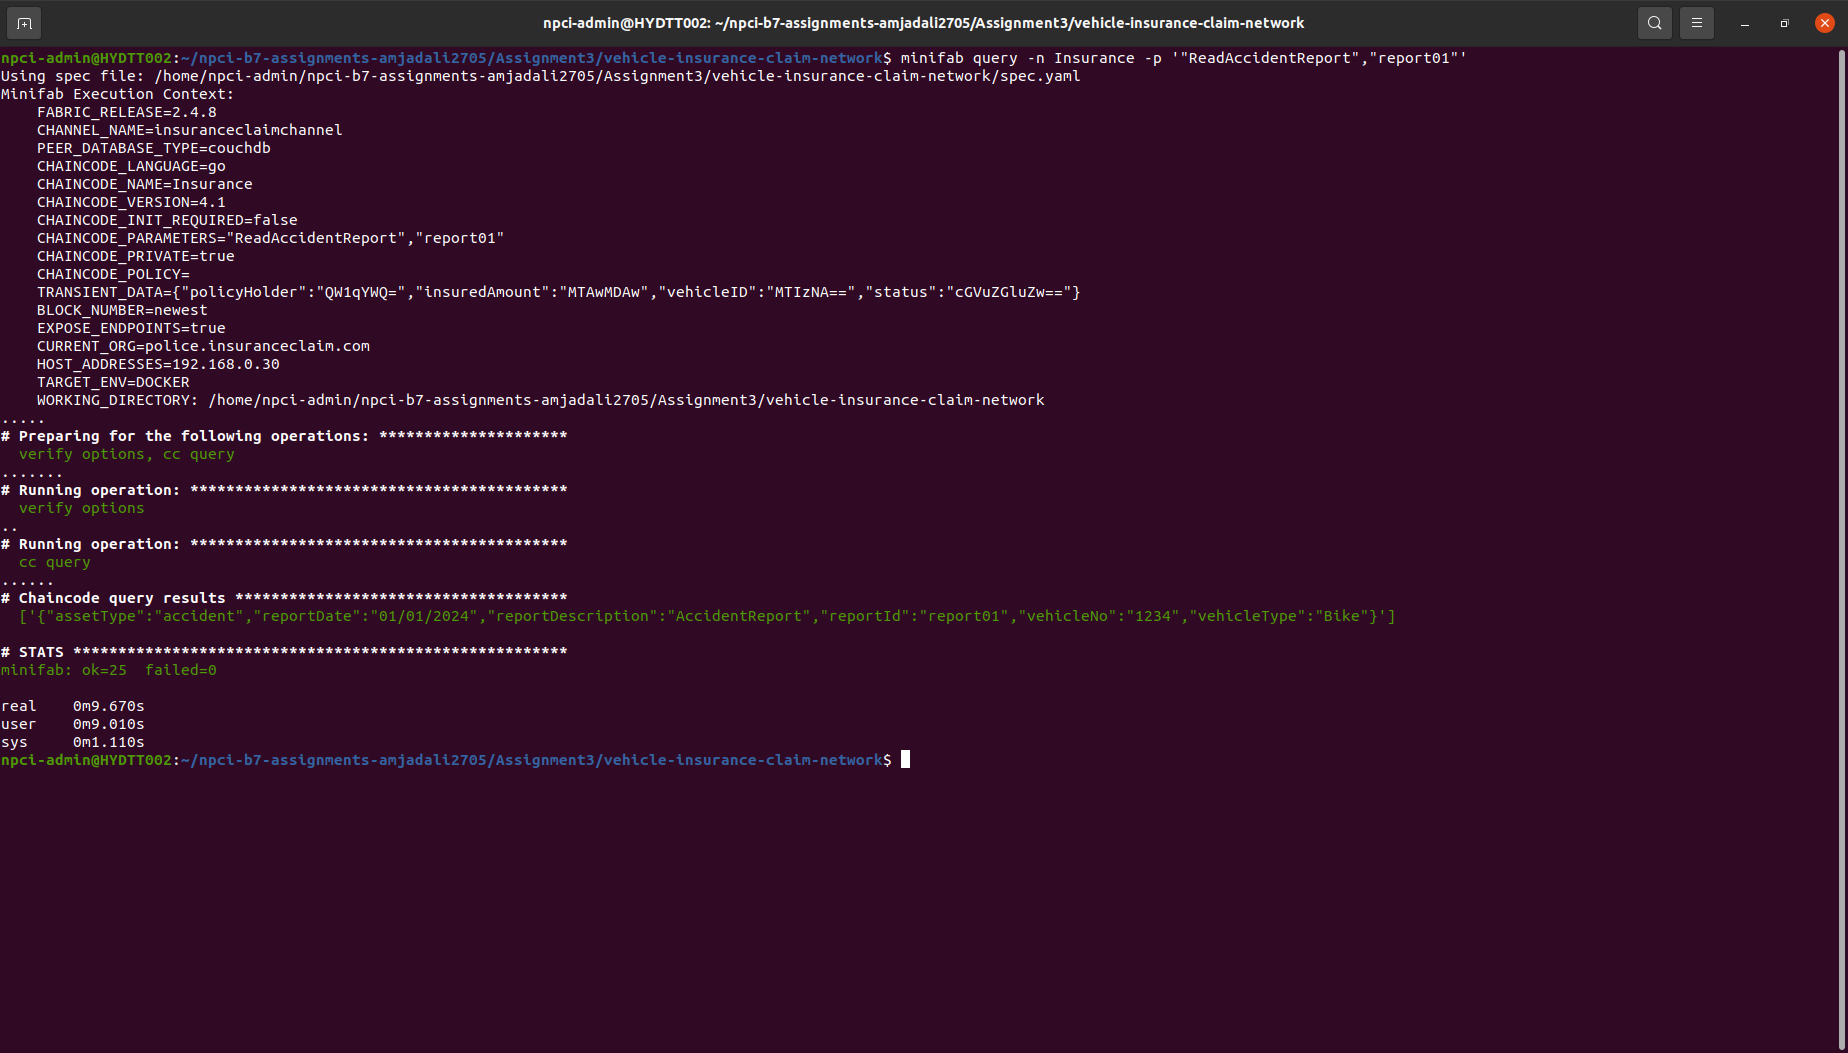 npci-admin@HYDTT002: ~/npci-b7-assignments-amjadali2705/Assignment3/vehicle-insurance-claim-network
npci-admin@HYDTT002:~/npci-b7-assignments-amjadali2705/Assignment3/vehicle-insurance-claim-network$ minifab query -n Insurance -p '"ReadAccidentReport","report01"'
Using spec file: /home/npci-admin/npci-b7-assignments-amjadali2705/Assignment3/vehicle-insurance-claim-network/spec.yaml
Minifab Execution Context:
    FABRIC_RELEASE=2.4.8
    CHANNEL_NAME=insuranceclaimchannel
    PEER_DATABASE_TYPE=couchdb
    CHAINCODE_LANGUAGE=go
    CHAINCODE_NAME=Insurance
    CHAINCODE_VERSION=4.1
    CHAINCODE_INIT_REQUIRED=false
    CHAINCODE_PARAMETERS="ReadAccidentReport","report01"
    CHAINCODE_PRIVATE=true
    CHAINCODE_POLICY=
    TRANSIENT_DATA={"policyHolder":"QW1qYWQ=","insuredAmount":"MTAwMDAw","vehicleID":"MTIzNA==","status":"cGVuZGluZw=="}
    BLOCK_NUMBER=newest
    EXPOSE_ENDPOINTS=true
    CURRENT_ORG=police.insuranceclaim.com
    HOST_ADDRESSES=192.168.0.30
    TARGET_ENV=DOCKER
    WORKING_DIRECTORY: /home/npci-admin/npci-b7-assignments-amjadali2705/Assignment3/vehicle-insurance-claim-network
.....
# Preparing for the following operations: *********************
  verify options, cc query
.......
# Running operation: ******************************************
  verify options
..
# Running operation: ******************************************
  cc query
......
# Chaincode query results *************************************
  ['{"assetType":"accident","reportDate":"01/01/2024","reportDescription":"AccidentReport","reportId":"report01","vehicleNo":"1234","vehicleType":"Bike"}']
# STATS *******************************************************
minifab: ok=25  failed=0
real    0m9.670s
user    0m9.010s
sys     0m1.110s
npci-admin@HYDTT002:~/npci-b7-assignments-amjadali2705/Assignment3/vehicle-insurance-claim-network$